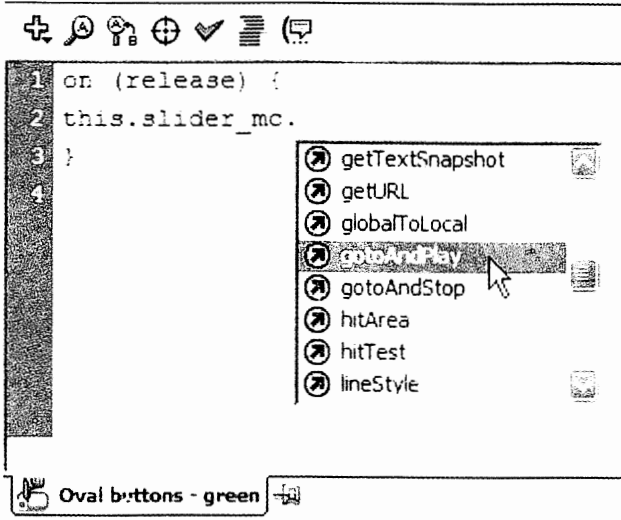 1 on (release) {
2 this.slider_mc.
3 }
4
getTextSnapshot
getURL
globalToLocal
gotoAndPlay
gotoAndStop
hitArea
hitTest
lineStyle
Oval buttons - green